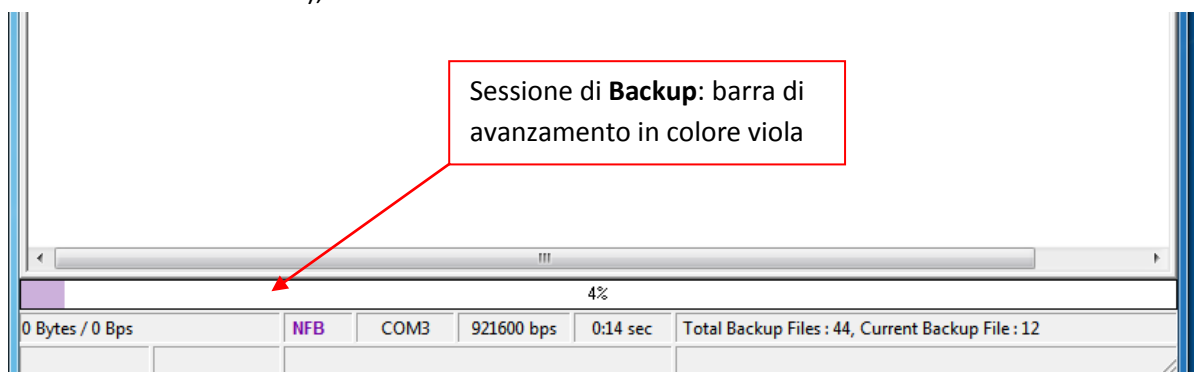 Sessione di Backup: barra di
avanzamento in colore viola
4%
0 Bytes / 0 Bps NFB COM3 921600 bps 0:14 sec Total Backup Files : 44, Current Backup File : 12